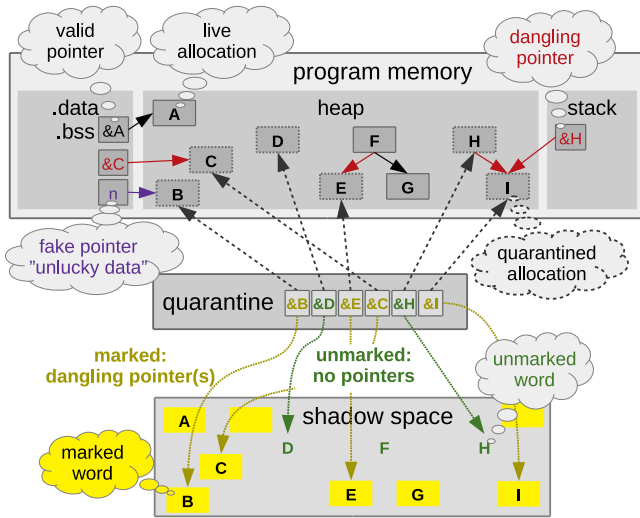 valid
pointer
live
allocation
dangling
pointer
program memory
.data
.bss
heap
stack
&A
A
&H
&C
C
D
F
H
n
B
E
G
I
fake pointer
"unlucky data"
quarantined
allocation
quarantine
&B
&D
&E
&C
&H
&I
marked:
dangling pointer(s)
unmarked:
no pointers
unmarked
word
shadow space
A
D
F
H
C
marked
word
B
E
G
I